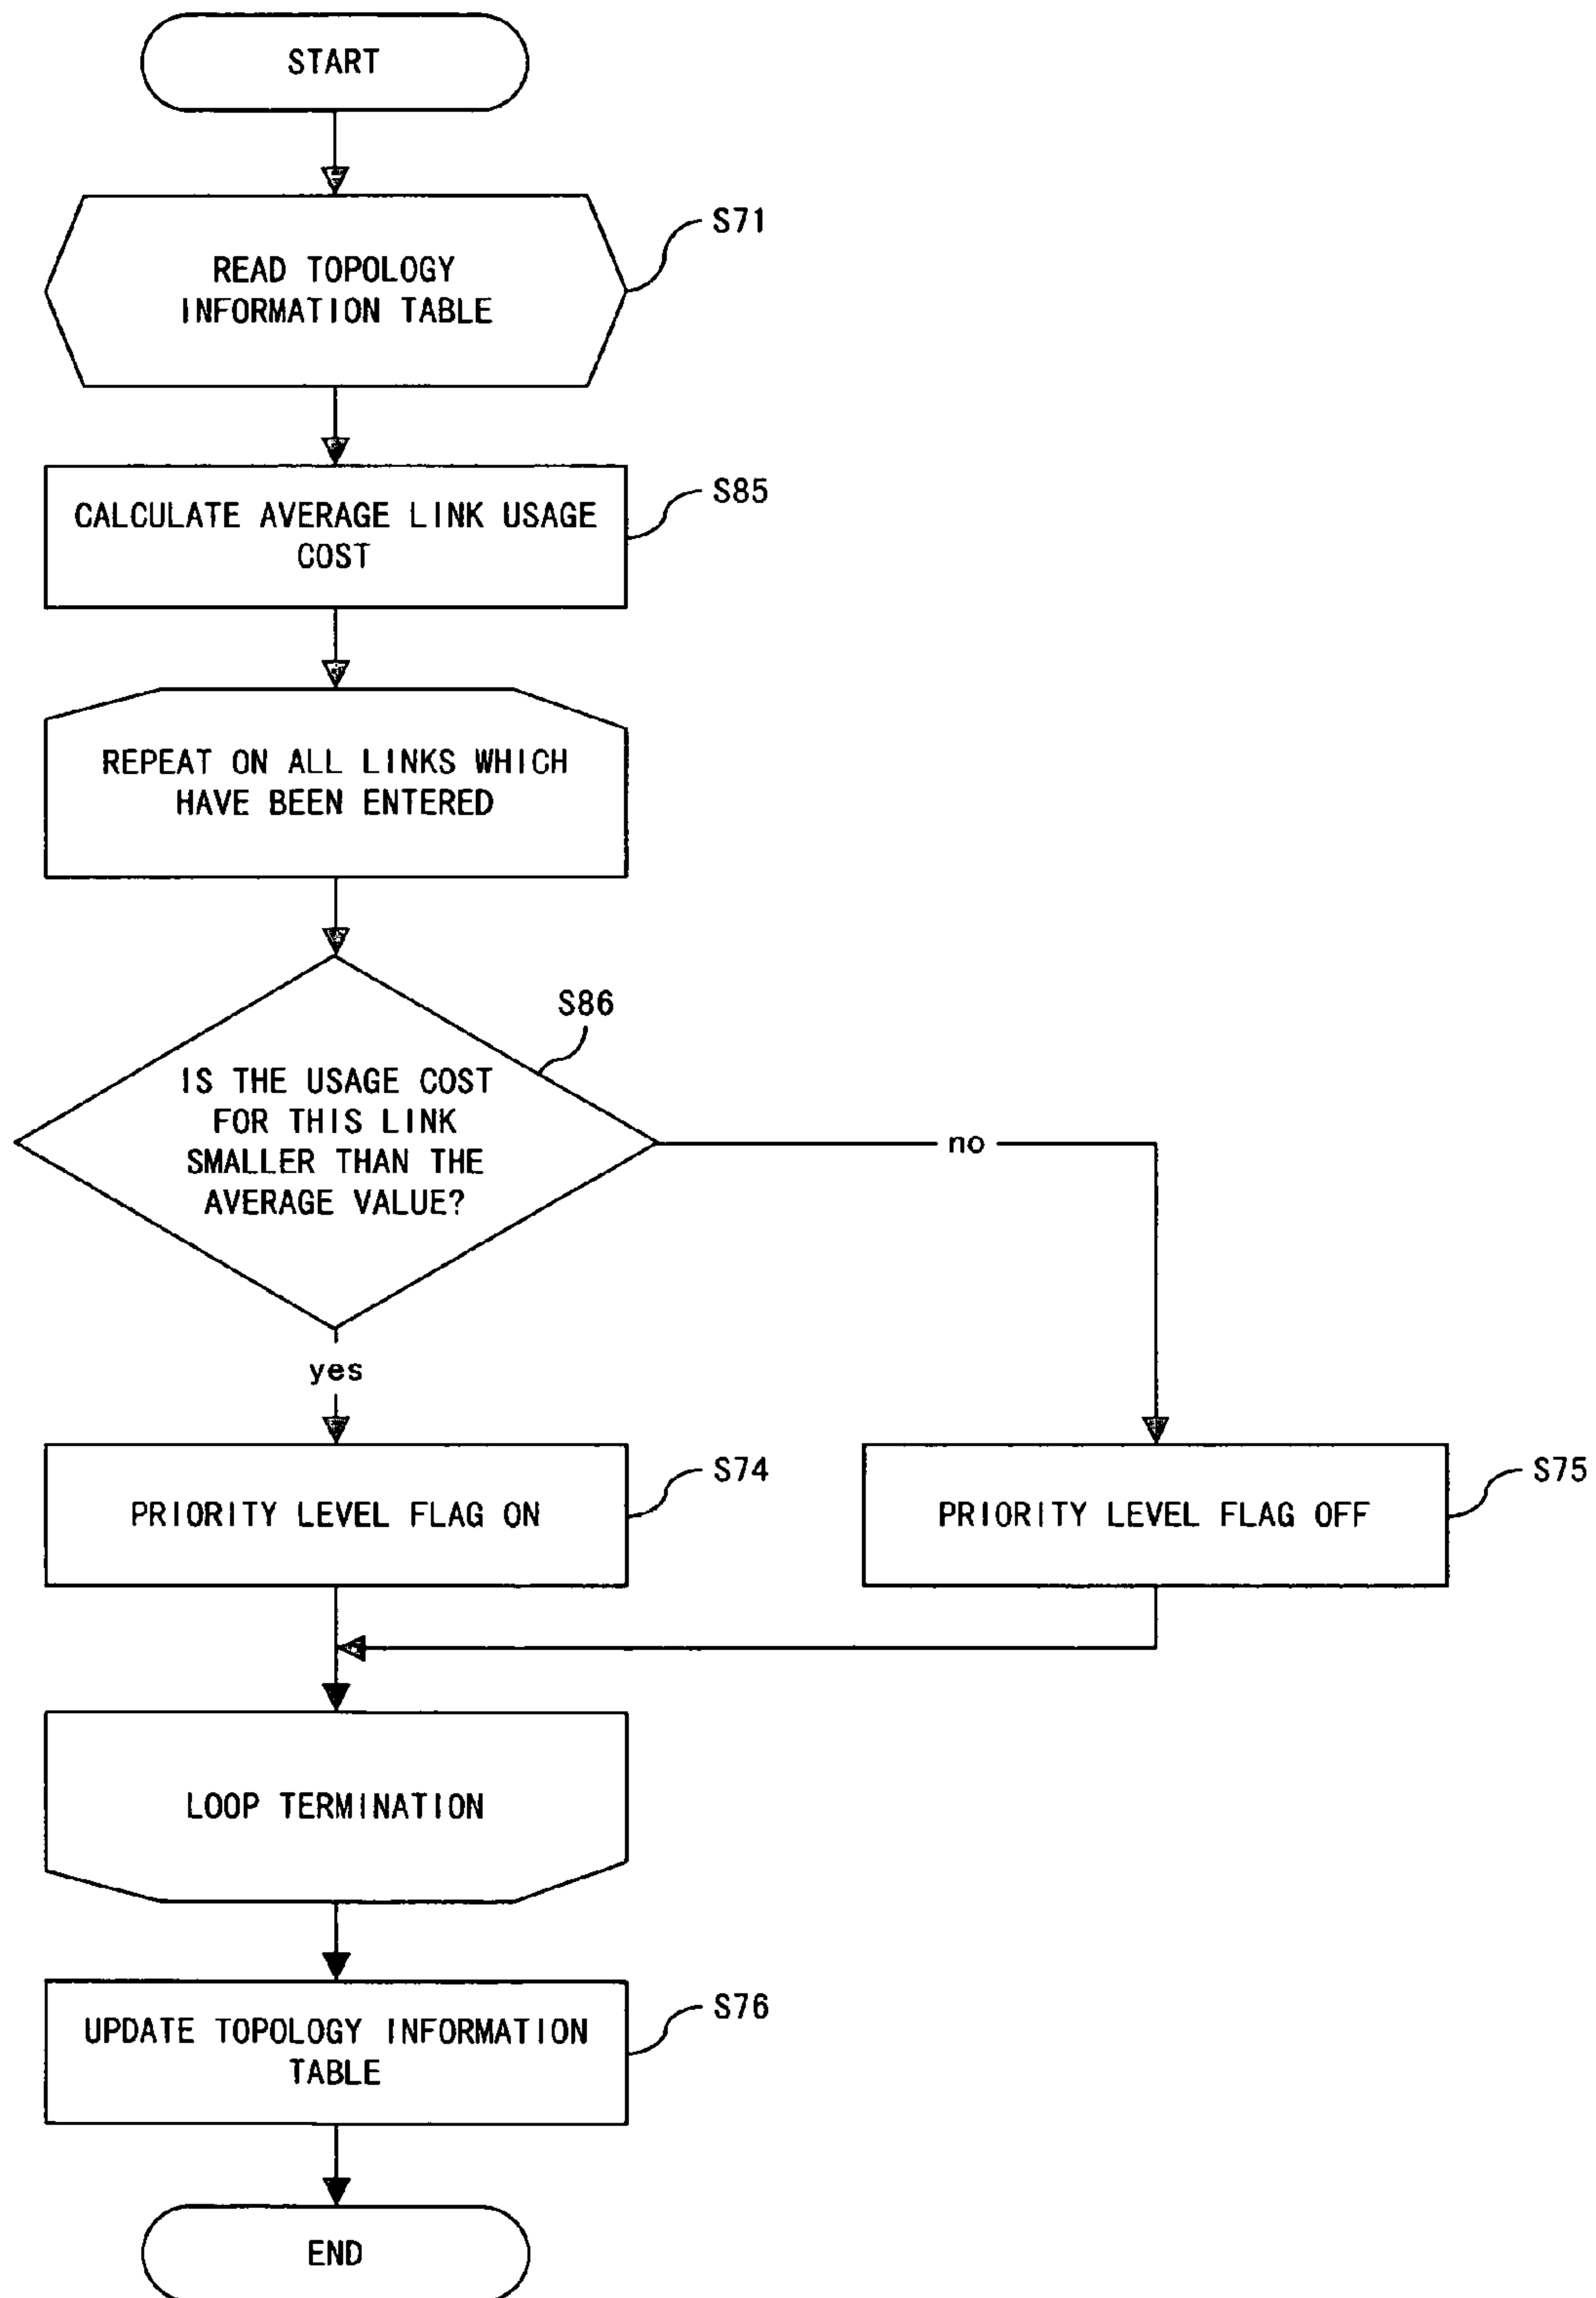 START
S71
READ TOPOLOGY
INFORMATION TABLE
S85
CALCULATE AVERAGE LINK USAGE
COST
REPEAT ON ALL LINKS WHICH
HAVE BEEN ENTERED
S86
IS THE USAGE COST
FOR THIS LINK
SMALLER THAN THE
AVERAGE VALUE?
no
yes
S74
PRIORITY LEVEL FLAG ON
S75
PRIORITY LEVEL FLAG OFF
LOOP TERMINATION
S76
UPDATE TOPOLOGY INFORMATION
TABLE
END